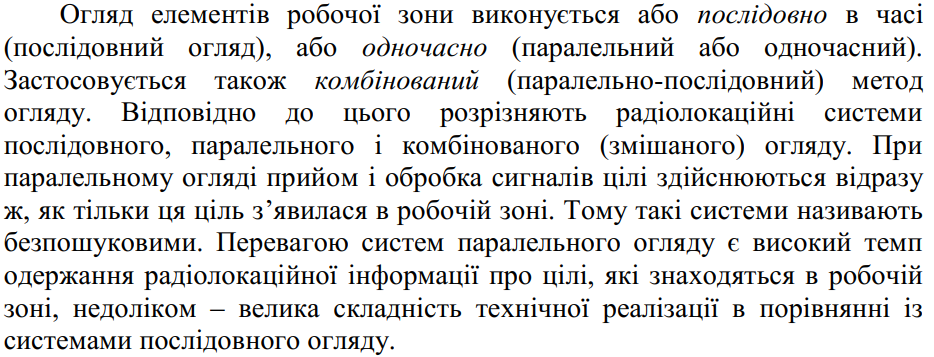 Огляд елементів робочої зони виконується або послідовно в часі
(послідовний огляд), або одночасно (паралельний або одночасний).
Застосовується також комбінований (паралельно-послідовний) метод
огляду. Відповідно до цього розрізняють радіолокаційні системи
послідовного, паралельного і комбінованого (змішаного) огляду. При
паралельному огляді прийом і обробка сигналів цілі здійснюються відразу
ж, як тільки ця ціль з’явилася в робочій зоні. Тому такі системи називають
безпошуковими. Перевагою систем паралельного огляду є високий темп
одержання радіолокаційної інформації про цілі, які знаходяться в робочій
зоні, недоліком – велика складність технічної реалізації в порівнянні із
системами послідовного огляду.